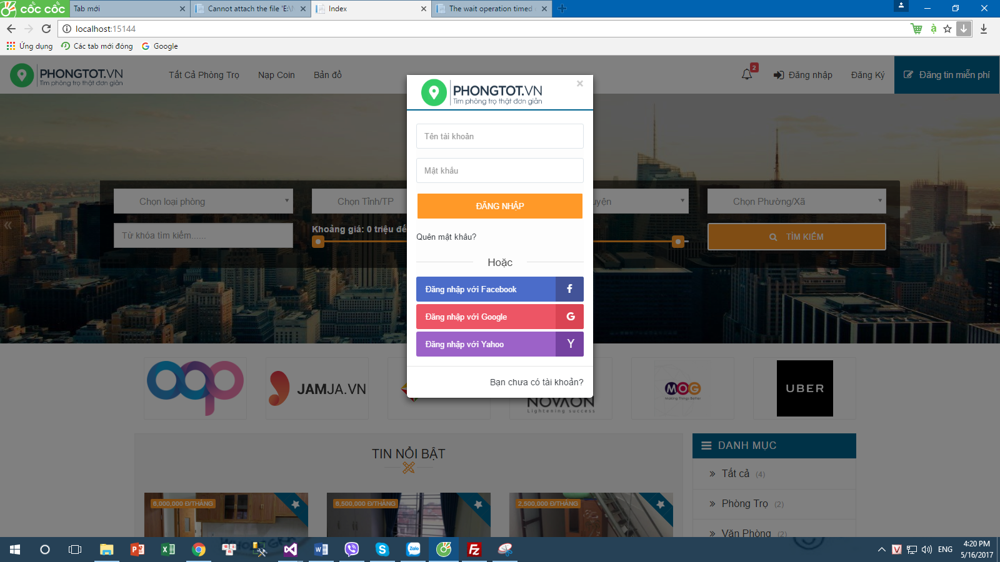 cốc cốc
Tab mới
Cannot attach the file 'E:\
Index
The wait operation timed
localhost:15144
Ứng dụng
Các tab mới đóng
Google
PHONGTOT.VN
Tìm phòng trọ thật đơn giản
Tất Cả Phòng Trọ
Nạp Coin
Bản đồ
2
Đăng nhập
Đăng Ký
Đăng tin miễn phí
PHONGTOT.VN
Tìm phòng trọ thật đơn giản
×
Tên tài khoản
Mật khẩu
ĐĂNG NHẬP
Quên mật khẩu?
Hoặc
Đăng nhập với Facebook
Đăng nhập với Google
Đăng nhập với Yahoo
Bạn chưa có tài khoản?
Chọn loại phòng
Chọn Tỉnh/TP
Chọn Phường/Xã
Từ khóa tìm kiếm......
Khoảng giá: 0 triệu
TÌM KIẾM
JAMJA.VN
NOVAON
Lightening success
MOG
Making Things Better
UBER
TIN NỔI BẬT
6,000,000 Đ/THÁNG
6,500,000 Đ/THÁNG
2,500,000 Đ/THÁNG
DANH MỤC
Tất cả (4)
Phòng Trọ (2)
Văn Phòng (2)
ENG
4:20 PM
5/16/2017